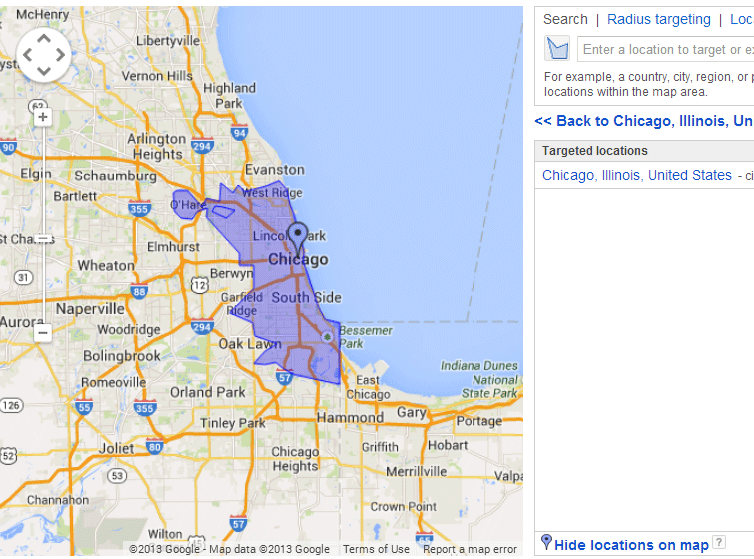 McHenry
Libertyville
Vernon Hills
Highland
Park
62
94
Arlington
Heights
294
90
Elgin
Schaumburg
Evanston
Bartlett
355
O'Hare
West Ridge
St Charles
Lincoln Park
Elmhurst
Chicago
Wheaton
Berwyn
31
88
12
Garfield
Ridge
South Side
Naperville
Aurora
Woodridge
294
Bessemer
Park
Oak Lawn
Bolingbrook
Romeoville
57
East
Chicago
Indiana Dunes
National
State Park
Orland Park
126
55
355
Gary
Hammond
Portage
Tinley Park
Joliet
80
Griffith
Hobart
52
Chicago
Heights
53
Merrillville
Valpa
Channahon
Crown Point
57
Wilton
45
65
©2013 Google - Map data ©2013 Google
Terms of Use
Report a map error
Search | Radius targeting | Loc
Enter a location to target or ex
For example, a country, city, region, or p
locations within the map area.
<< Back to Chicago, Illinois, Un
Targeted locations
Chicago, Illinois, United States - ci
Hide locations on map ?